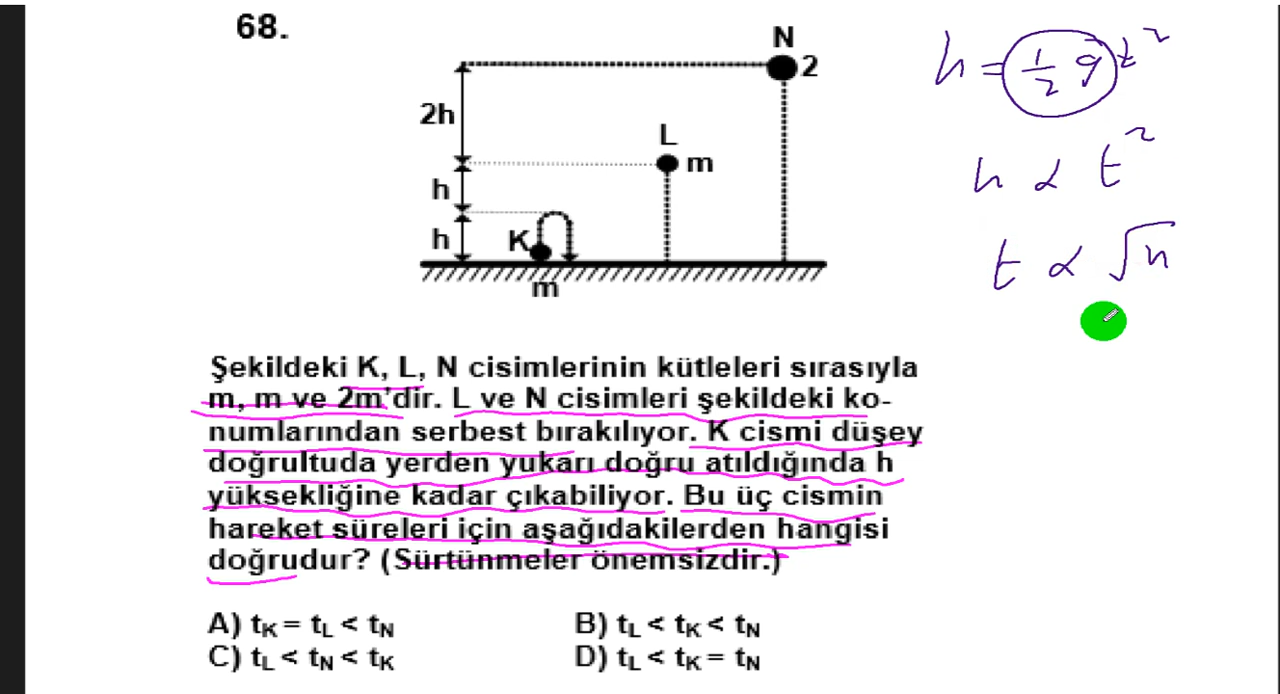 68.
N
2
2h
L
m
h
h
K
m
h = 1/2 g t²
h α t²
t α √h
Şekildeki K, L, N cisimlerinin kütleleri sırasıyla
m, m ve 2m'dir. L ve N cisimleri şekildeki ko-
numlarından serbest bırakılıyor. K cismi düşey
doğrultuda yerden yukarı doğru atıldığında h
yüksekliğine kadar çıkabiliyor. Bu üç cismin
hareket süreleri için aşağıdakilerden hangisi
doğrudur? (Sürtünmeler önemsizdir.)
A) tK = tL < tN
B) tL < tK < tN
C) tL < tN < tK
D) tL < tK = tN